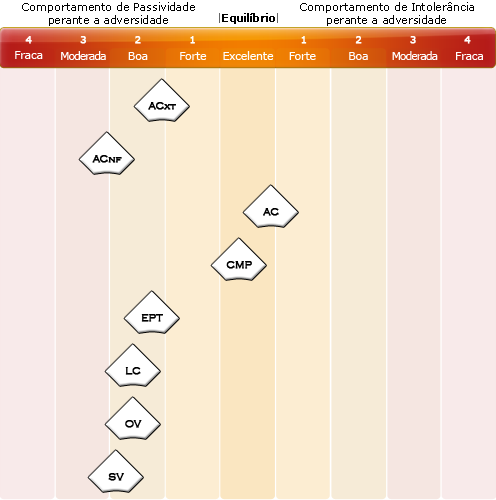 Comportamento de Passividade
perante a adversidade
|Equilíbrio|
Comportamento de Intolerância
perante a adversidade
4 3 2 1 1 2 3 4
Fraca Moderada Boa Forte Excelente Forte Boa Moderada Fraca
ACXT
ACNF
AC
CMP
EPT
LC
OV
SV